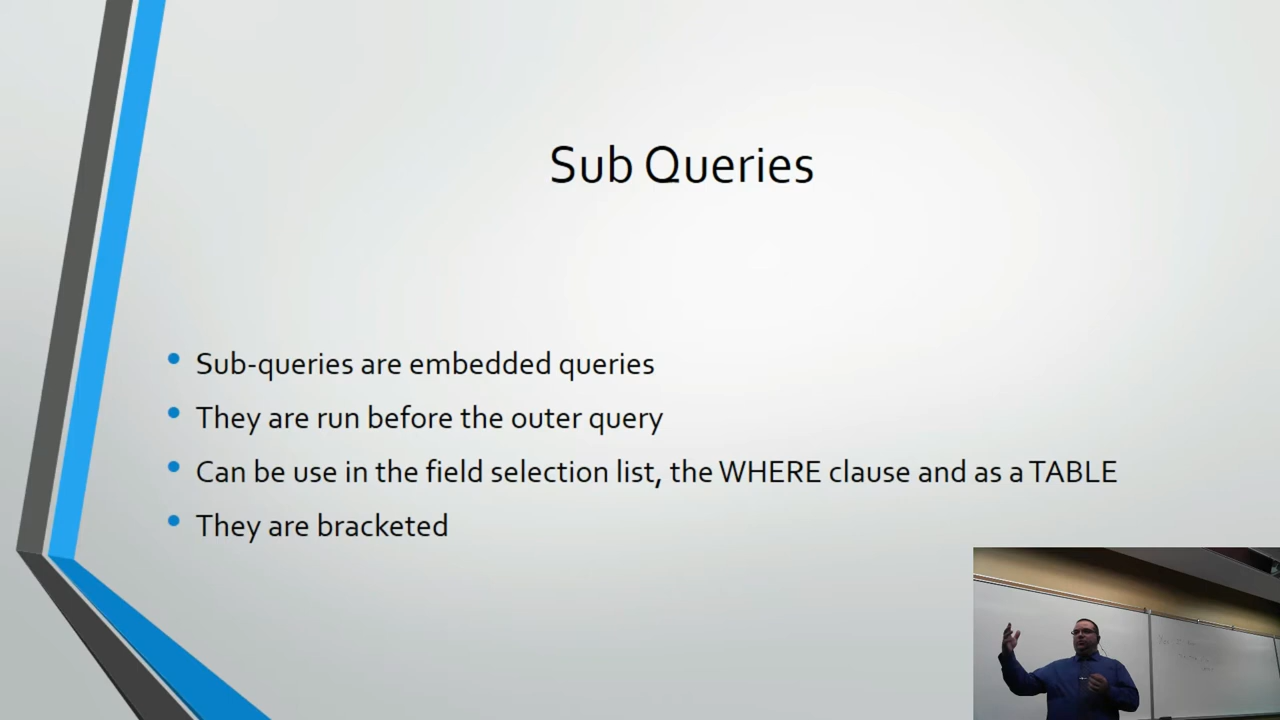 Sub Queries
Sub-queries are embedded queries
They are run before the outer query
Can be use in the field selection list, the WHERE clause and as a TABLE
They are bracketed